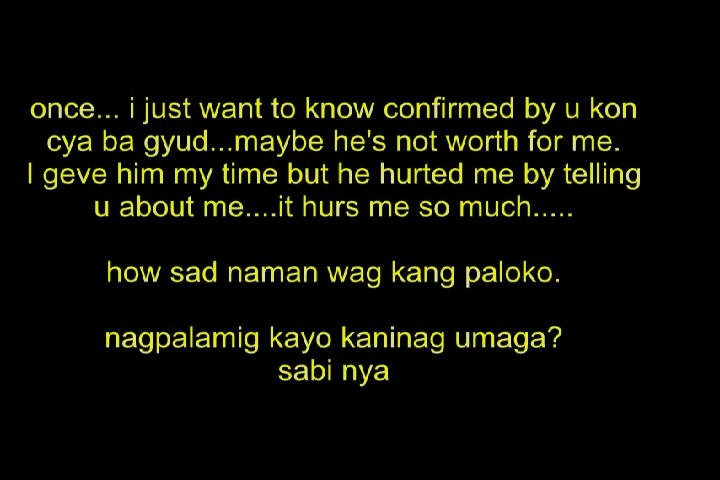 once... i just want to know confirmed by u kon
cya ba gyud...maybe he's not worth for me.
I geve him my time but he hurted me by telling
u about me....it hurs me so much.....
how sad naman wag kang paloko.
nagpalamig kayo kaninag umaga?
sabi nya